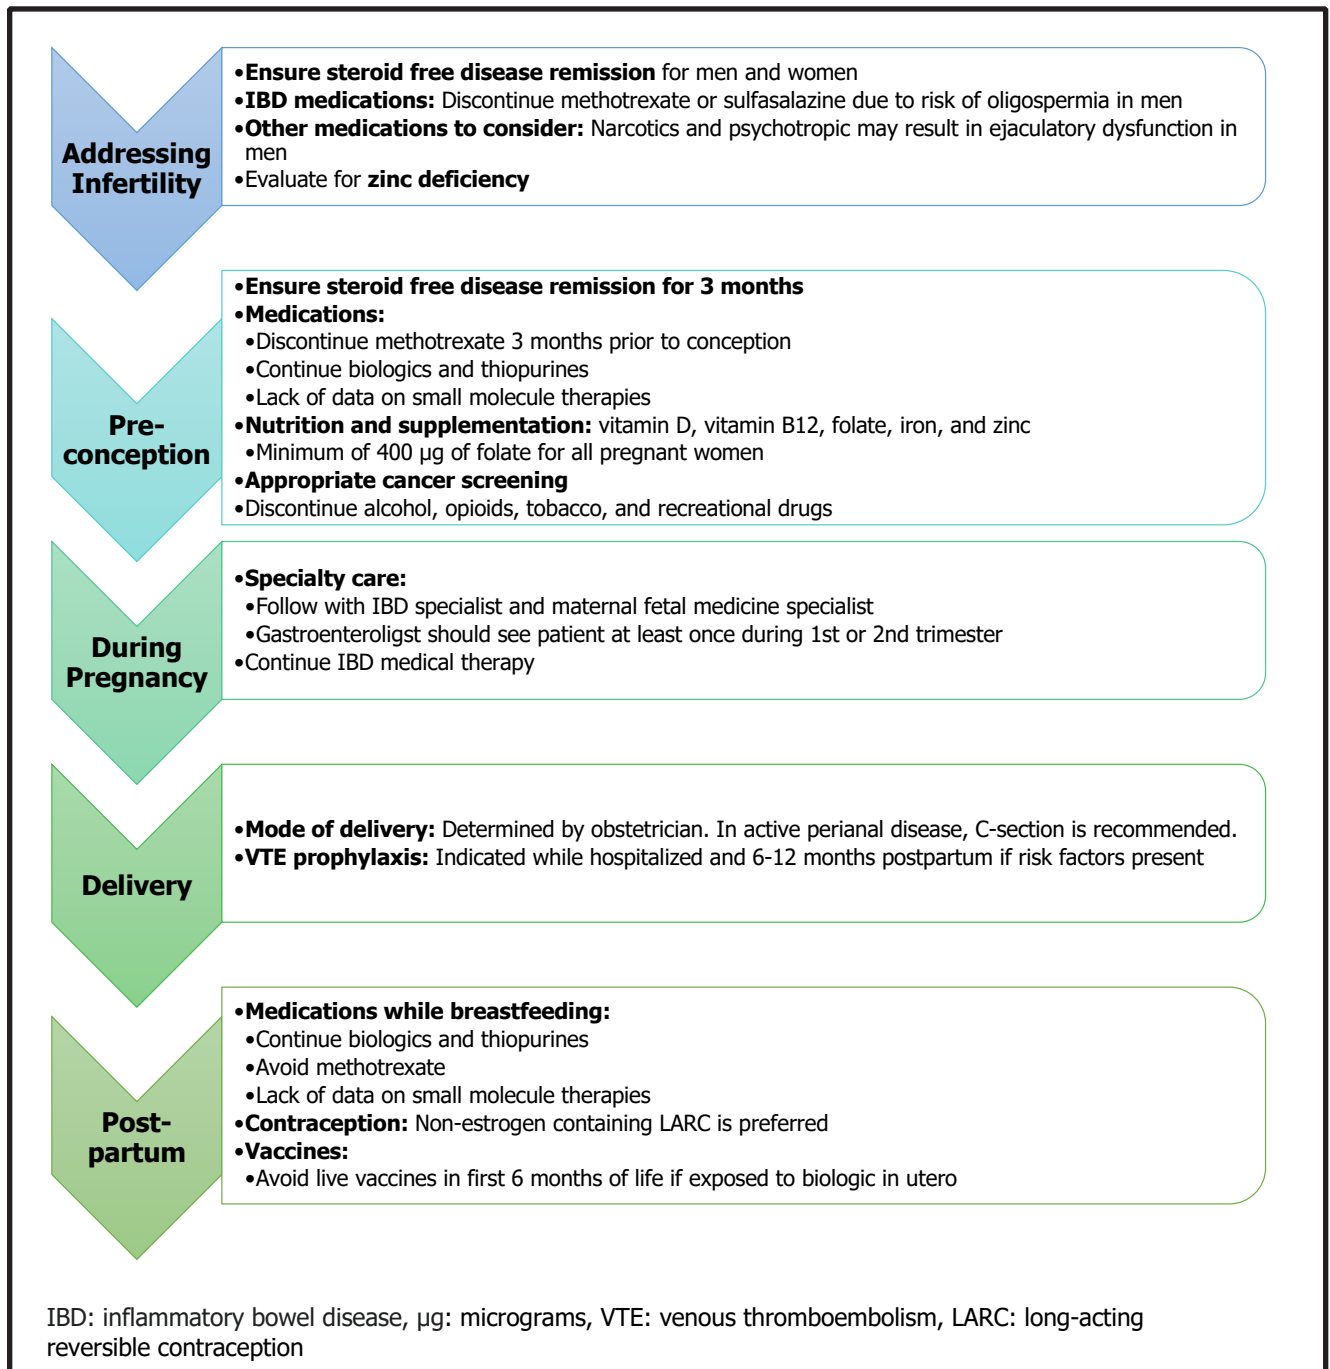 Addressing
Infertility
•Ensure steroid free disease remission for men and women
•IBD medications: Discontinue methotrexate or sulfasalazine due to risk of oligospermia in men
•Other medications to consider: Narcotics and psychotropic may result in ejaculatory dysfunction in
men
•Evaluate for zinc deficiency
Pre-
conception
•Ensure steroid free disease remission for 3 months
•Medications:
•Discontinue methotrexate 3 months prior to conception
•Continue biologics and thiopurines
•Lack of data on small molecule therapies
•Nutrition and supplementation: vitamin D, vitamin B12, folate, iron, and zinc
•Minimum of 400 µg of folate for all pregnant women
•Appropriate cancer screening
•Discontinue alcohol, opioids, tobacco, and recreational drugs
During
Pregnancy
•Specialty care:
•Follow with IBD specialist and maternal fetal medicine specialist
•Gastroenteroligst should see patient at least once during 1st or 2nd trimester
•Continue IBD medical therapy
Delivery
•Mode of delivery: Determined by obstetrician. In active perianal disease, C-section is recommended.
•VTE prophylaxis: Indicated while hospitalized and 6-12 months postpartum if risk factors present
Post-
partum
•Medications while breastfeeding:
•Continue biologics and thiopurines
•Avoid methotrexate
•Lack of data on small molecule therapies
•Contraception: Non-estrogen containing LARC is preferred
•Vaccines:
•Avoid live vaccines in first 6 months of life if exposed to biologic in utero
IBD: inflammatory bowel disease, µg: micrograms, VTE: venous thromboembolism, LARC: long-acting
reversible contraception